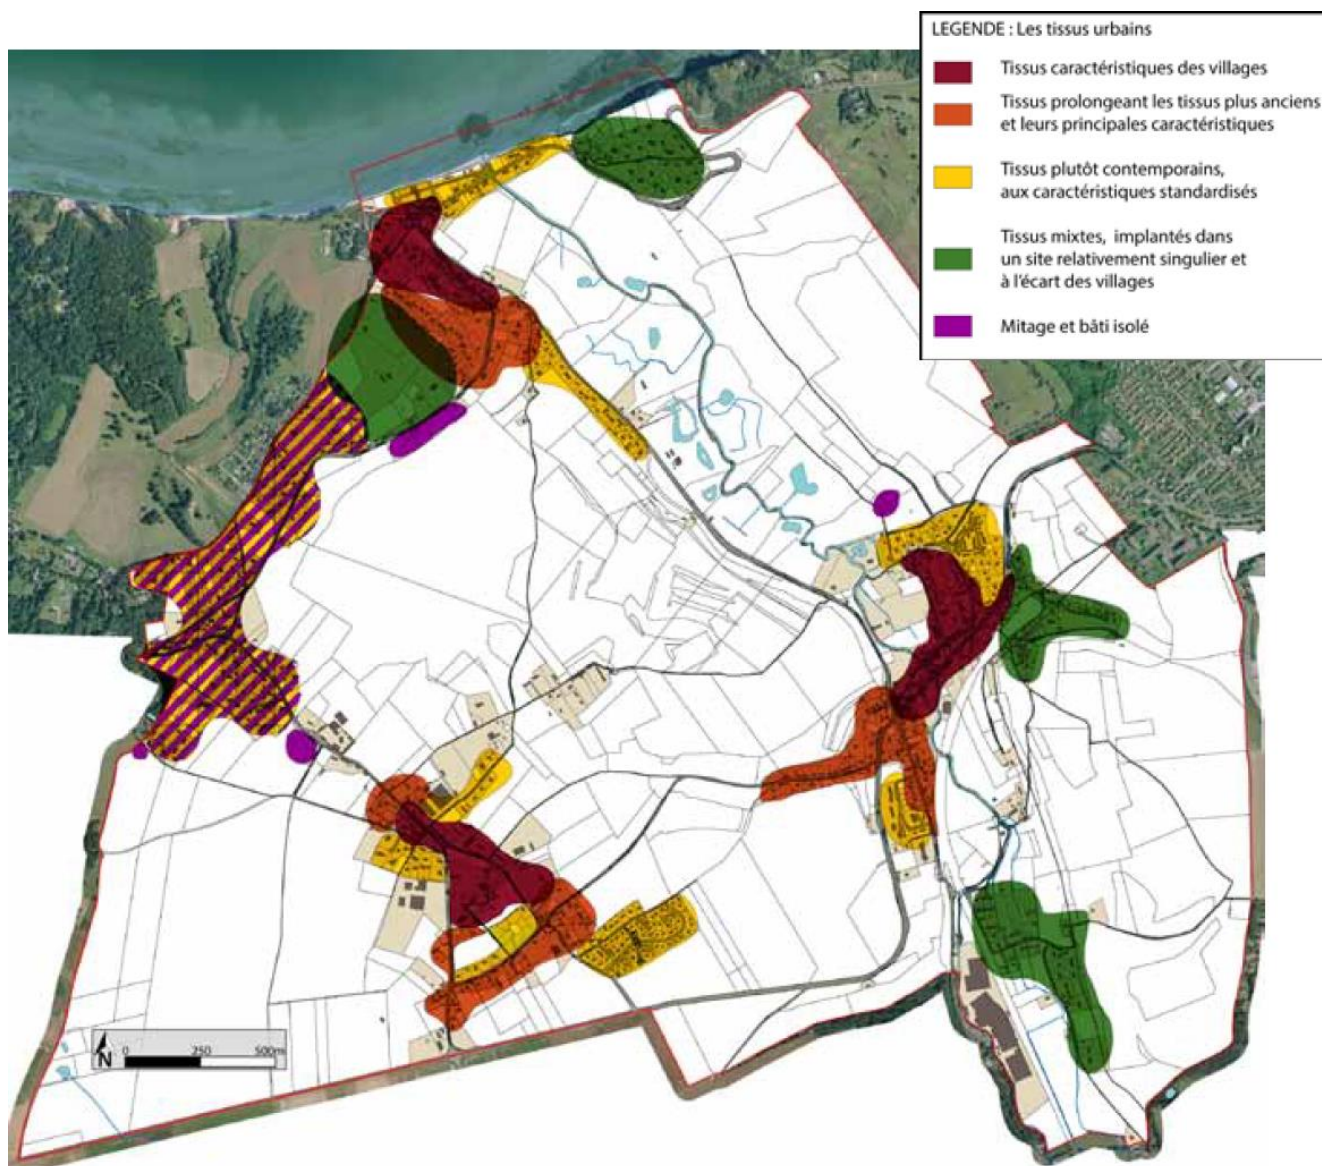 LEGENDE : Les tissus urbains
Tissus caractéristiques des villages
Tissus prolongeant les tissus plus anciens
et leurs principales caractéristiques
Tissus plutôt contemporains,
aux caractéristiques standardisés
Tissus mixtes, implantés dans
un site relativement singulier et
à l'écart des villages
Mitage et bâti isolé
N
0 250 500m